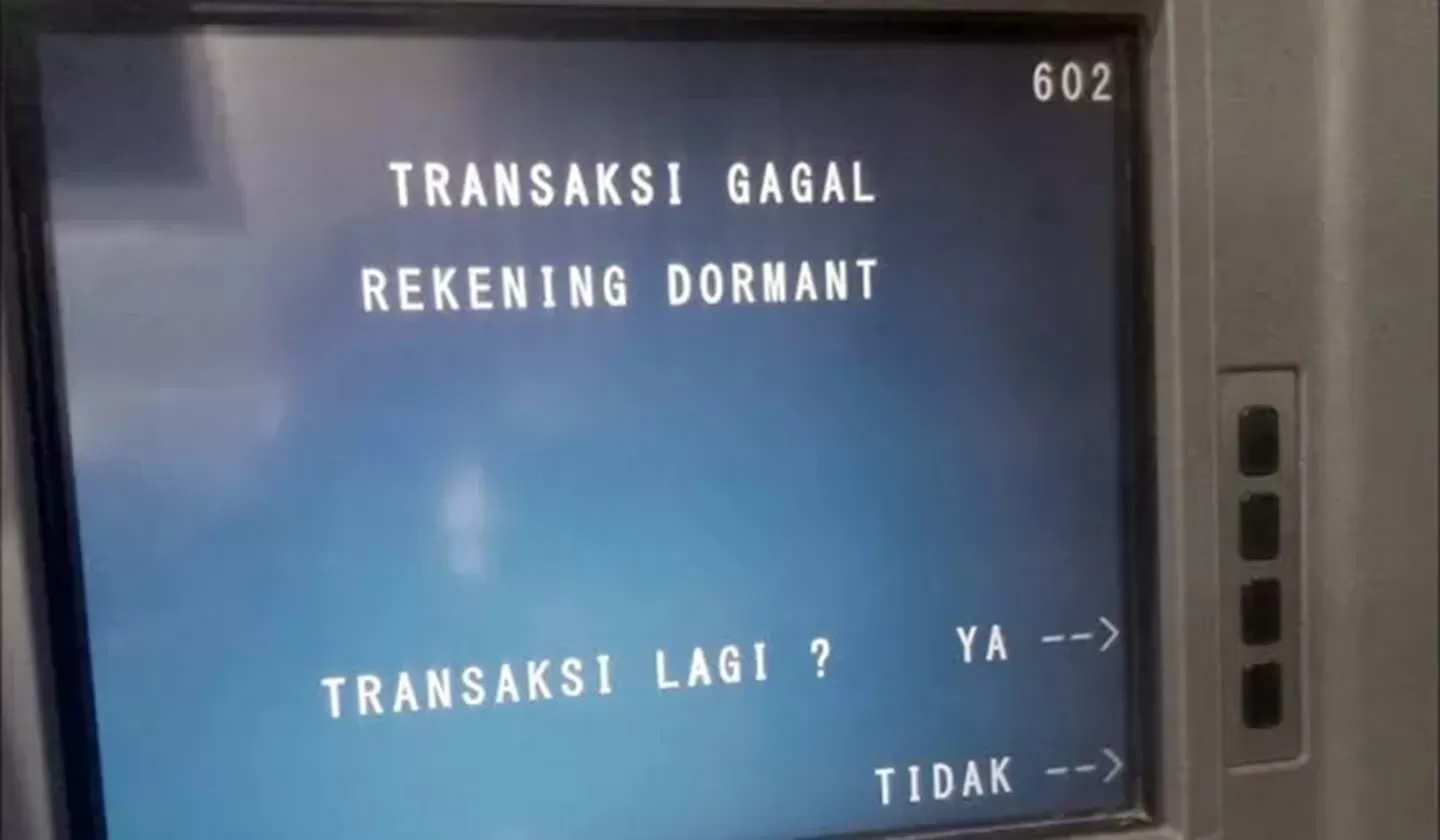 602
TRANSAKSI GAGAL
REKENING DORMANT
TRANSAKSI LAGI ? YA -->
TIDAK -->